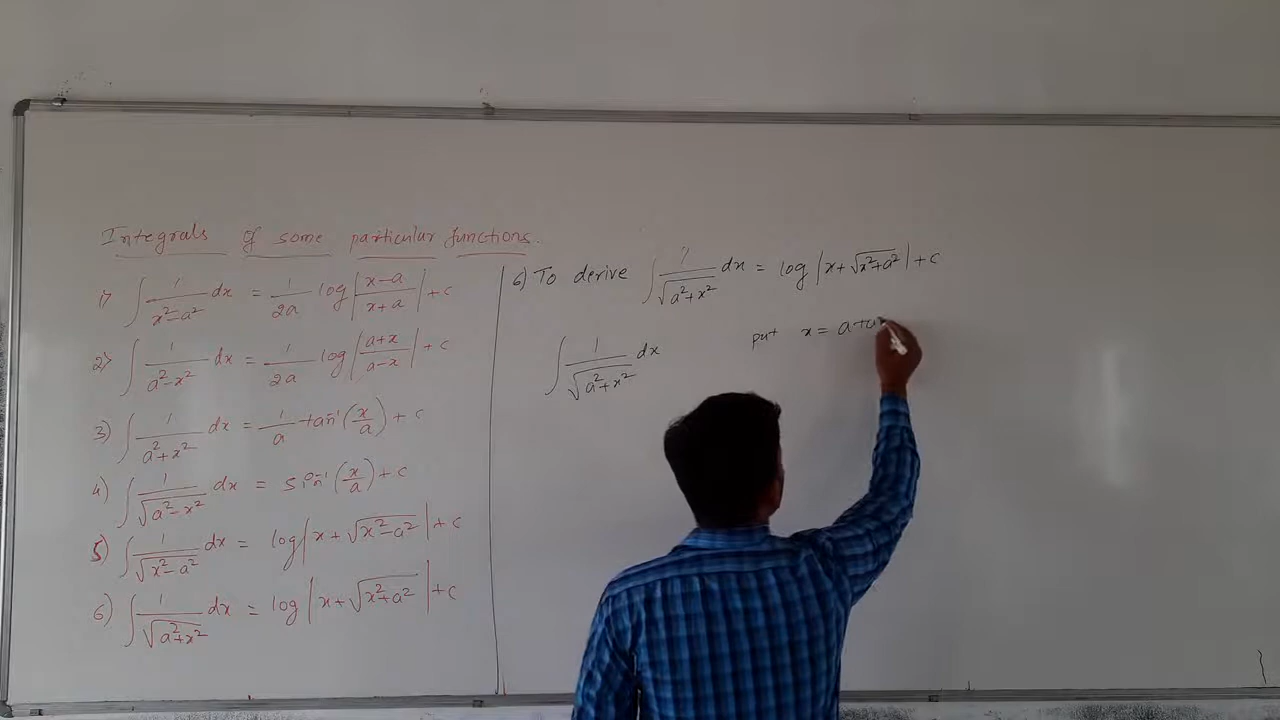 Integrals of some particular functions.
1) ∫ 1/(x²-a²) dx = 1/2a log |(x-a)/(x+a)| + c
2) ∫ 1/(a²-x²) dx = 1/2a log |(a+x)/(a-x)| + c
3) ∫ 1/(a²+x²) dx = 1/a tan⁻¹(x/a) + c
4) ∫ 1/√(a²-x²) dx = sin⁻¹(x/a) + c
5) ∫ 1/√(x²-a²) dx = log |x+√(x²-a²)| + c
6) ∫ 1/√(a²+x²) dx = log |x+√(x²+a²)| + c
6) To derive ∫ 1/√(a²+x²) dx = log |x+√(x²+a²)| + c
put x = a tan
∫ 1/√(a²+x²) dx